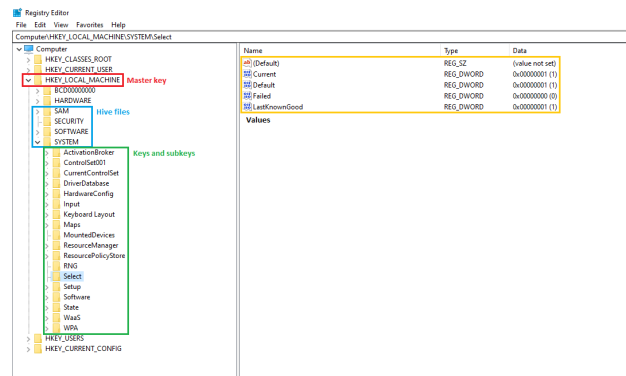 Registry Editor
File Edit View Favorites Help
Computer\HKEY_LOCAL_MACHINE\SYSTEM\Select
Computer
HKEY_CLASSES_ROOT
HKEY_CURRENT_USER
HKEY_LOCAL_MACHINE Master key
BCD00000000
HARDWARE
SAM Hive files
SECURITY
SOFTWARE
SYSTEM
ActivationBroker Keys and subkeys
ControlSet001
CurrentControlSet
DriverDatabase
HardwareConfig
Input
Keyboard Layout
Maps
MountedDevices
ResourceManager
ResourcePolicyStore
RNG
Select
Setup
Software
State
WaaS
WPA
HKEY_USERS
HKEY_CURRENT_CONFIG
Name Type Data
ab (Default) REG_SZ (value not set)
Current REG_DWORD 0x00000001 (1)
Default REG_DWORD 0x00000001 (1)
Failed REG_DWORD 0x00000000 (0)
LastKnownGood REG_DWORD 0x00000001 (1)
Values